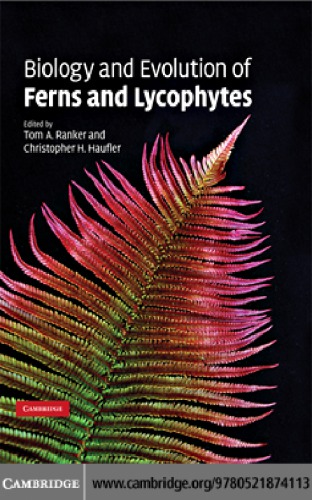 Biology and Evolution of
Ferns and Lycophytes
Edited by
Tom A. Ranker and
Christopher H. Haufler
CAMBRIDGE
CAMBRIDGE
www.cambridge.org/9780521874113